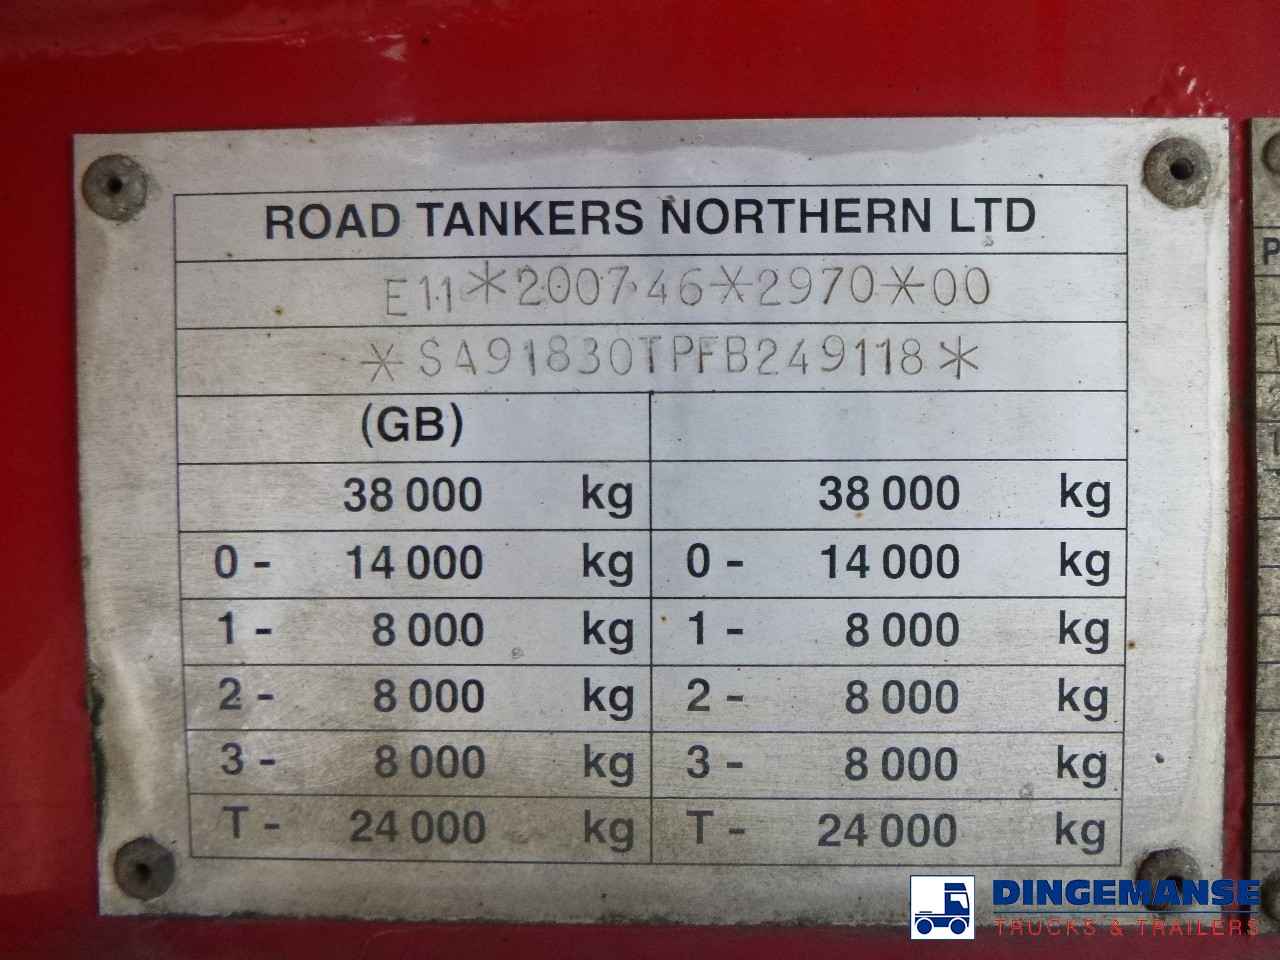 ROAD TANKERS NORTHERN LTD
E11*2007.46*2970*00
*SA91830TPFB249118*
(GB)
38 000 kg 38 000 kg
0 - 14 000 kg 0 - 14 000 kg
1 - 8 000 kg 1 - 8 000 kg
2 - 8 000 kg 2 - 8 000 kg
3 - 8 000 kg 3 - 8 000 kg
T - 24 000 kg T - 24 000 kg
P
DINGEMANSE
TRUCKS & TRAILERS